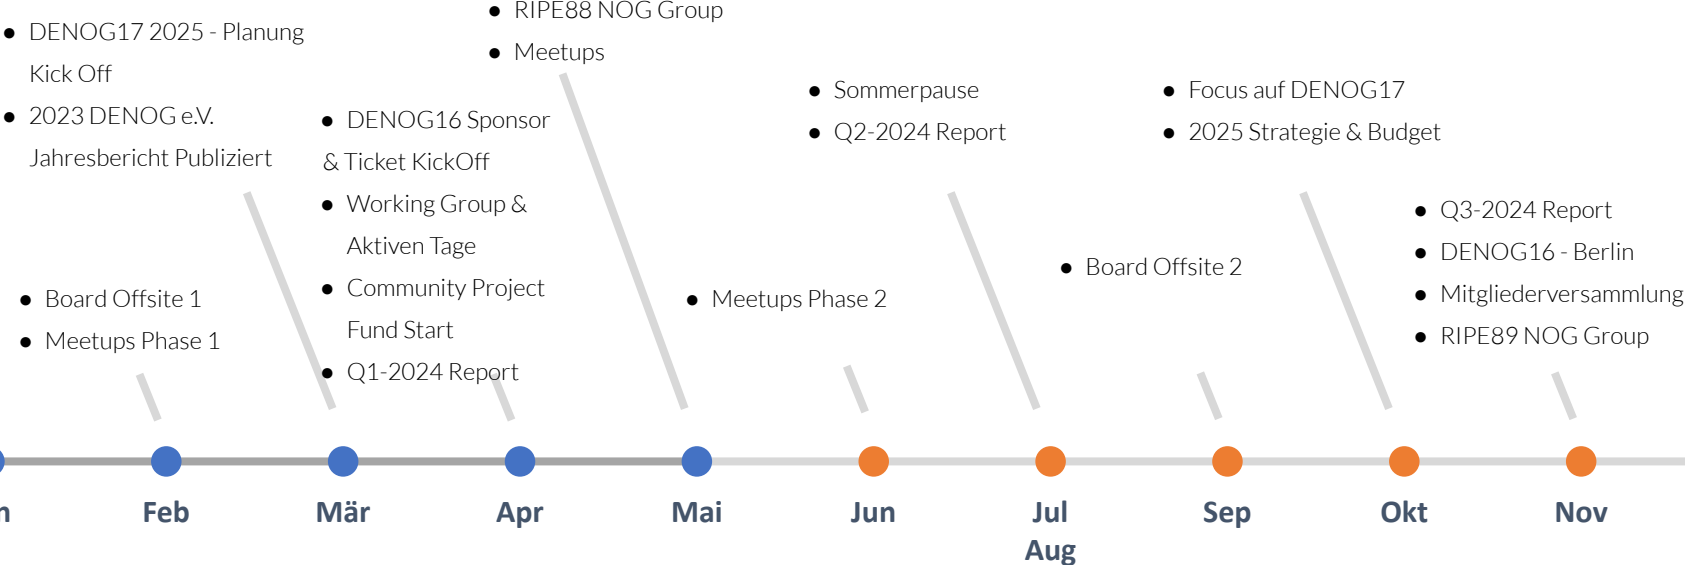 DENOG17 2025 - Planung
Kick Off
2023 DENOG e.V.
Jahresbericht Publiziert
RIPE88 NOG Group
Meetups
DENOG16 Sponsor
& Ticket KickOff
Working Group &
Aktiven Tage
Community Project
Fund Start
Q1-2024 Report
Board Offsite 1
Meetups Phase 1
Sommerpause
Q2-2024 Report
Meetups Phase 2
Focus auf DENOG17
2025 Strategie & Budget
Board Offsite 2
Q3-2024 Report
DENOG16 - Berlin
Mitgliederversammlung
RIPE89 NOG Group
n
Feb
Mär
Apr
Mai
Jun
Jul
Aug
Sep
Okt
Nov